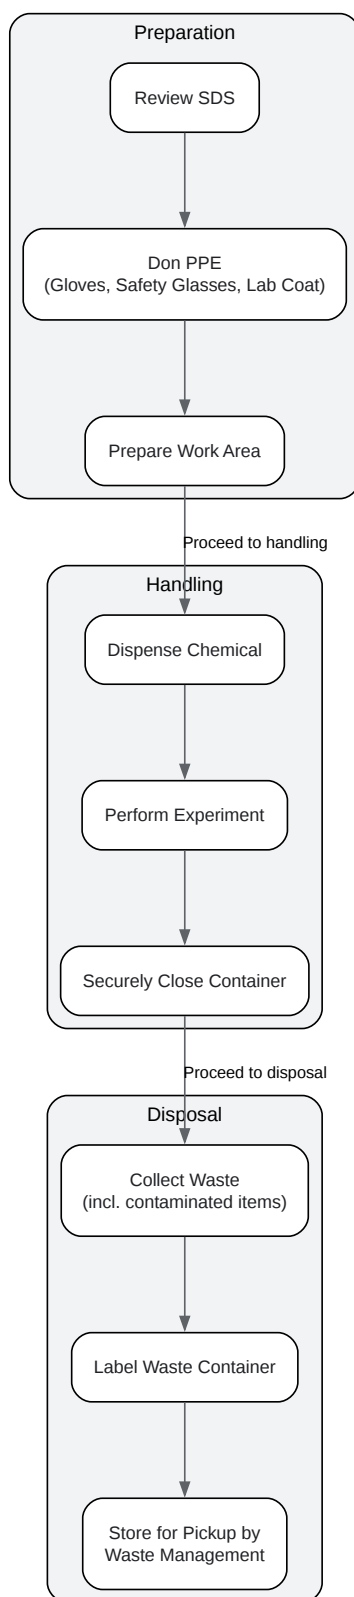 Preparation
Review SDS
Don PPE
(Gloves, Safety Glasses, Lab Coat)
Prepare Work Area
Proceed to handling
Handling
Dispense Chemical
Perform Experiment
Securely Close Container
Proceed to disposal
Disposal
Collect Waste
(incl. contaminated items)
Label Waste Container
Store for Pickup by
Waste Management